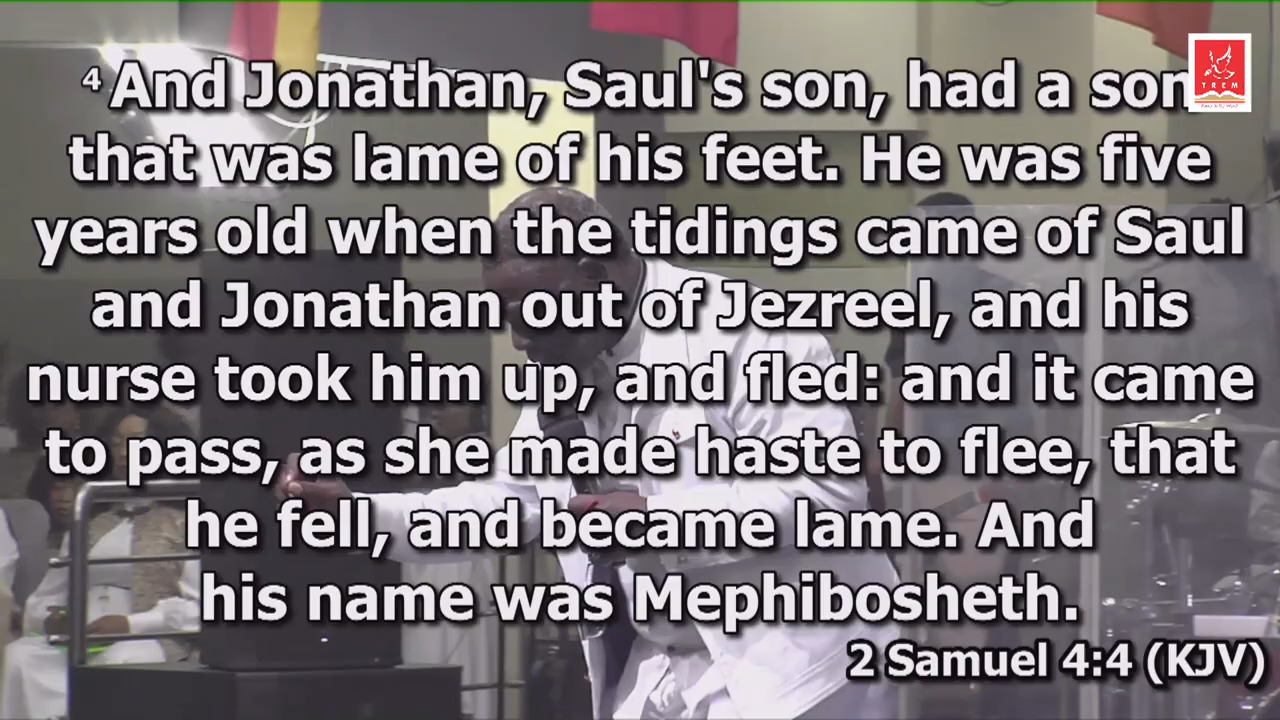 4 And Jonathan, Saul's son, had a son
that was lame of his feet. He was five
years old when the tidings came of Saul
and Jonathan out of Jezreel, and his
nurse took him up, and fled: and it came
to pass, as she made haste to flee, that
he fell, and became lame. And
his name was Mephibosheth.
2 Samuel 4:4 (KJV)
TREM